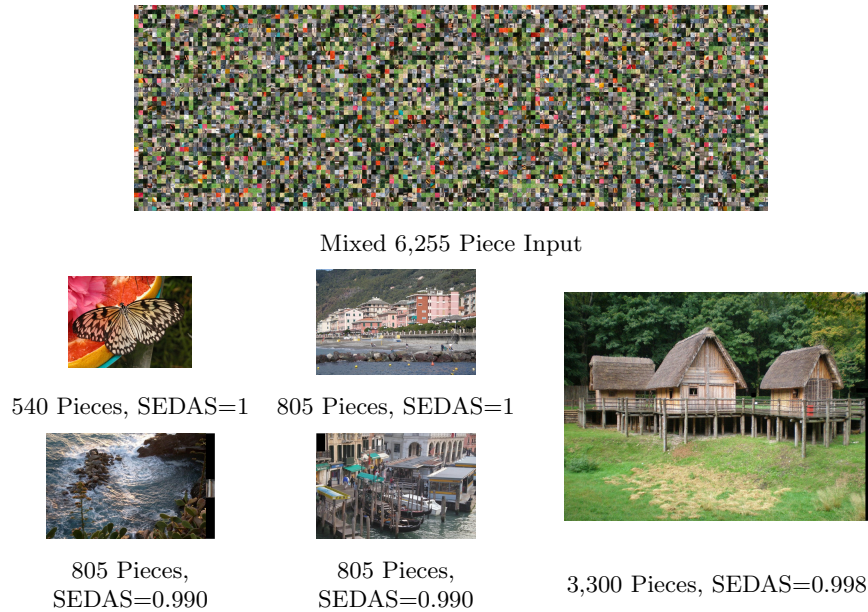 Mixed 6,255 Piece Input
540 Pieces, SEDAS=1
805 Pieces, SEDAS=1
805 Pieces,
SEDAS=0.990
805 Pieces,
SEDAS=0.990
3,300 Pieces, SEDAS=0.998